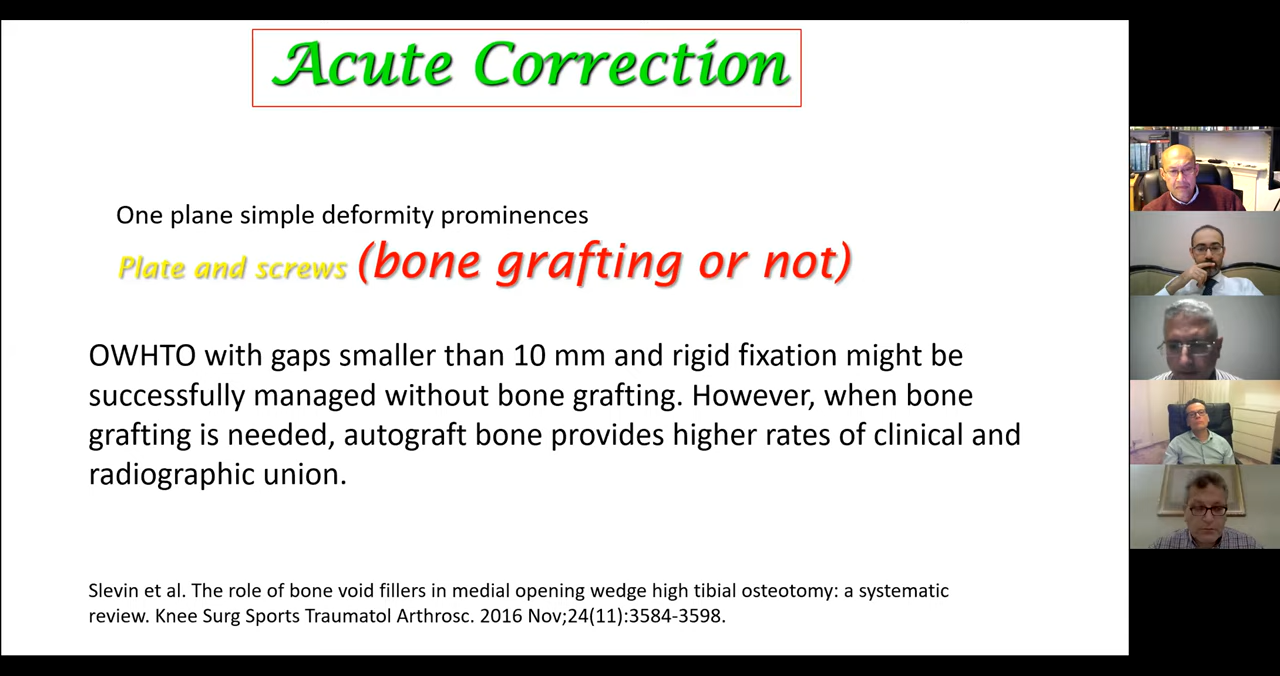 Acute Correction
One plane simple deformity prominences
Plate and screws (bone grafting or not)
OWHTO with gaps smaller than 10 mm and rigid fixation might be
successfully managed without bone grafting. However, when bone
grafting is needed, autograft bone provides higher rates of clinical and
radiographic union.
Slevin et al. The role of bone void fillers in medial opening wedge high tibial osteotomy: a systematic
review. Knee Surg Sports Traumatol Arthrosc. 2016 Nov;24(11):3584-3598.